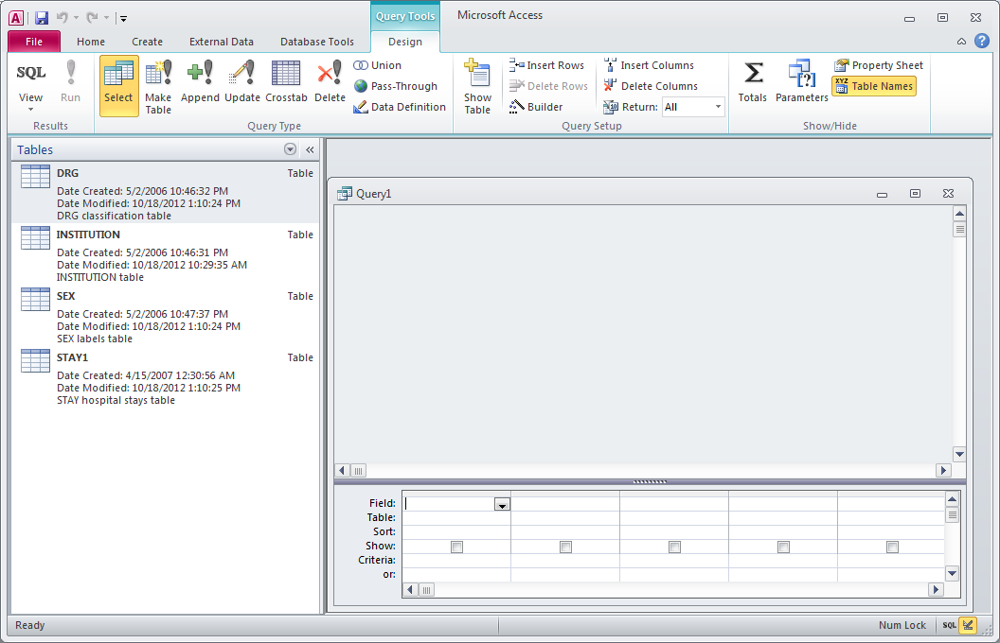 A
Query Tools
Microsoft Access
File Home Create External Data Database Tools Design
?
SQL
View
Run
Results
Select
Make
Table
Append
Update
Crosstab
Delete
Union
Pass-Through
Data Definition
Query Type
Show
Table
Insert Rows
Delete Rows
Builder
Insert Columns
Delete Columns
Return: All
Query Setup
Σ
Totals
Parameters
Property Sheet
XYZ Table Names
Show/Hide
Tables
DRG Table
Date Created: 5/2/2006 10:46:32 PM
Date Modified: 10/18/2012 1:10:24 PM
DRG classification table
INSTITUTION Table
Date Created: 5/2/2006 10:46:31 PM
Date Modified: 10/18/2012 10:29:35 AM
INSTITUTION table
SEX Table
Date Created: 5/2/2006 10:47:37 PM
Date Modified: 10/18/2012 1:10:24 PM
SEX labels table
STAY1 Table
Date Created: 4/15/2007 12:30:56 AM
Date Modified: 10/18/2012 1:10:25 PM
STAY hospital stays table
Query1
Field:
Table:
Sort:
Show:
Criteria:
or:
Ready
Num Lock
SQL